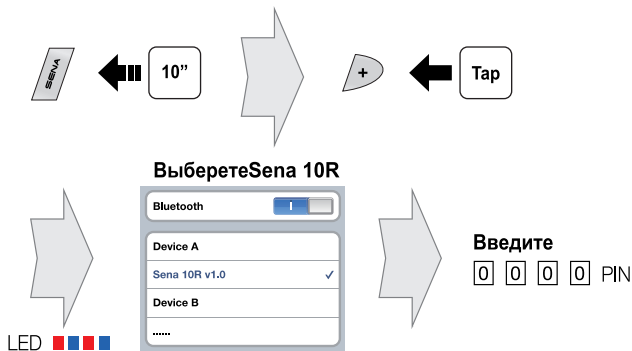 SENA
10”
+
Tap
ВыберетеSena 10R
Bluetooth
I
Device A
Sena 10R v1.0 ✓
Device B
......
LED
Введите
0 0 0 0 PIN